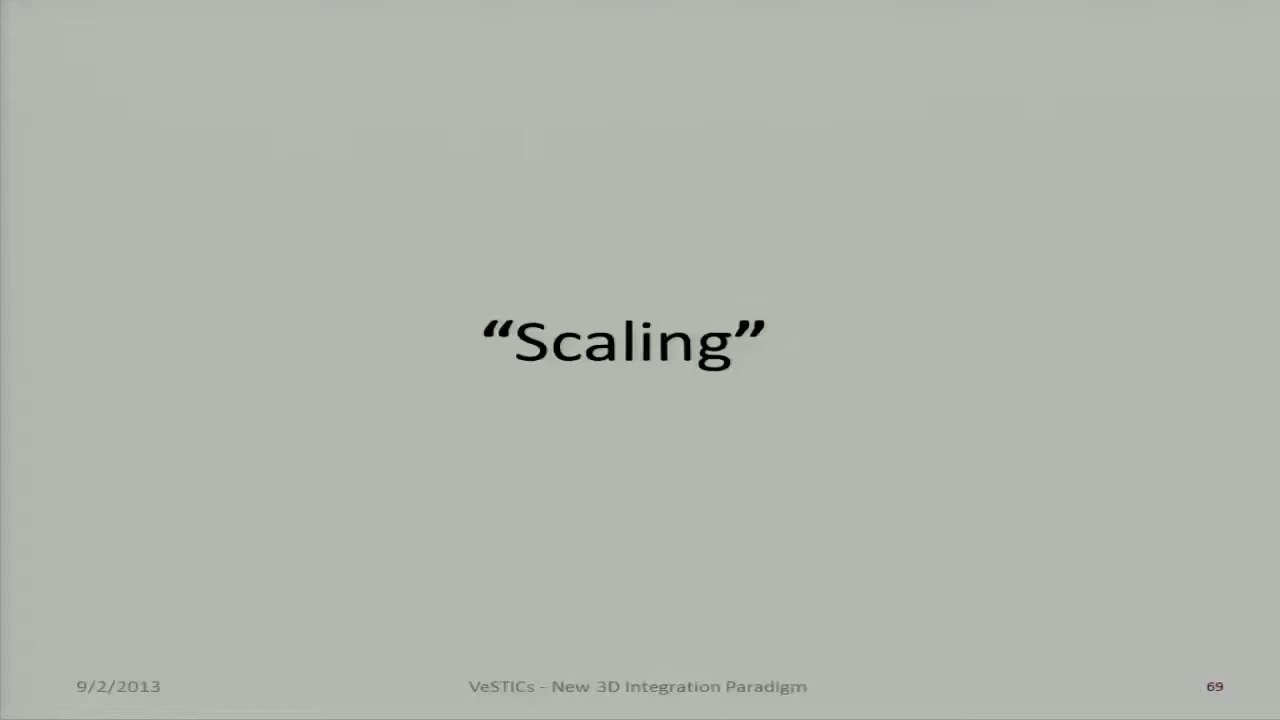 “Scaling”
9/2/2013
VeSTICs - New 3D Integration Paradigm
69